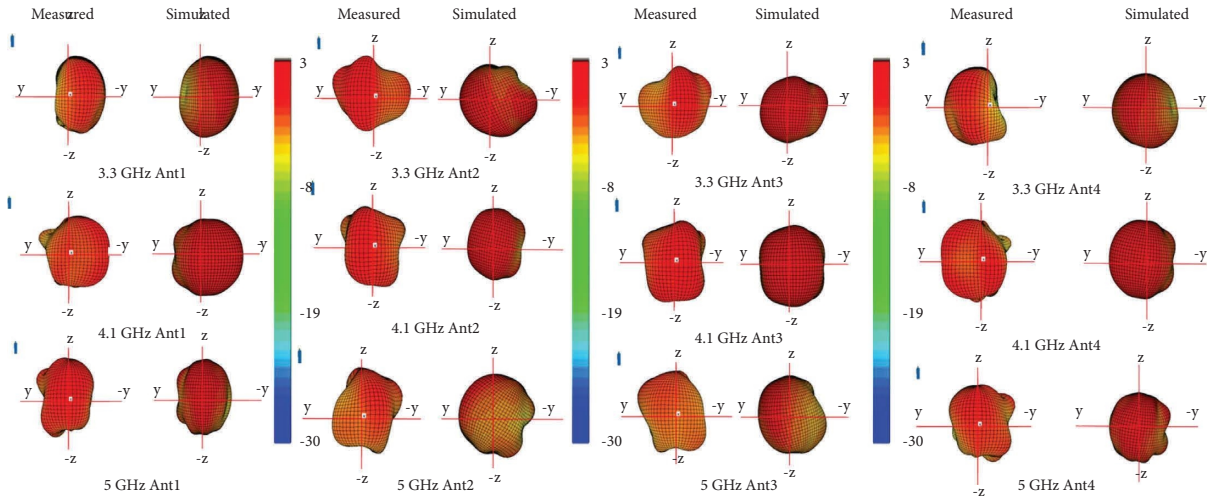 Measured Simulated Measured Simulated Measured Simulated Measured Simulated
z z z z z z z z
y -y y -y y -y y -y y -y y -y y -y y -y
-z -z -z -z -z -z -z -z
3.3 GHz Ant1 3.3 GHz Ant2 3.3 GHz Ant3 3.3 GHz Ant4
z z z z z z z z
y -y y -y y -y y -y y -y y -y y -y y -y
-z -z -z -z -z -z -z -z
4.1 GHz Ant1 4.1 GHz Ant2 4.1 GHz Ant3 4.1 GHz Ant4
z z z z z z z z
y -y y -y y -y y -y y -y y -y y -y y -y
-z -z -z -z -z -z -z -z
5 GHz Ant1 5 GHz Ant2 5 GHz Ant3 5 GHz Ant4
3 3 3
-8 -8 -8
-19 -19 -19
-30 -30 -30